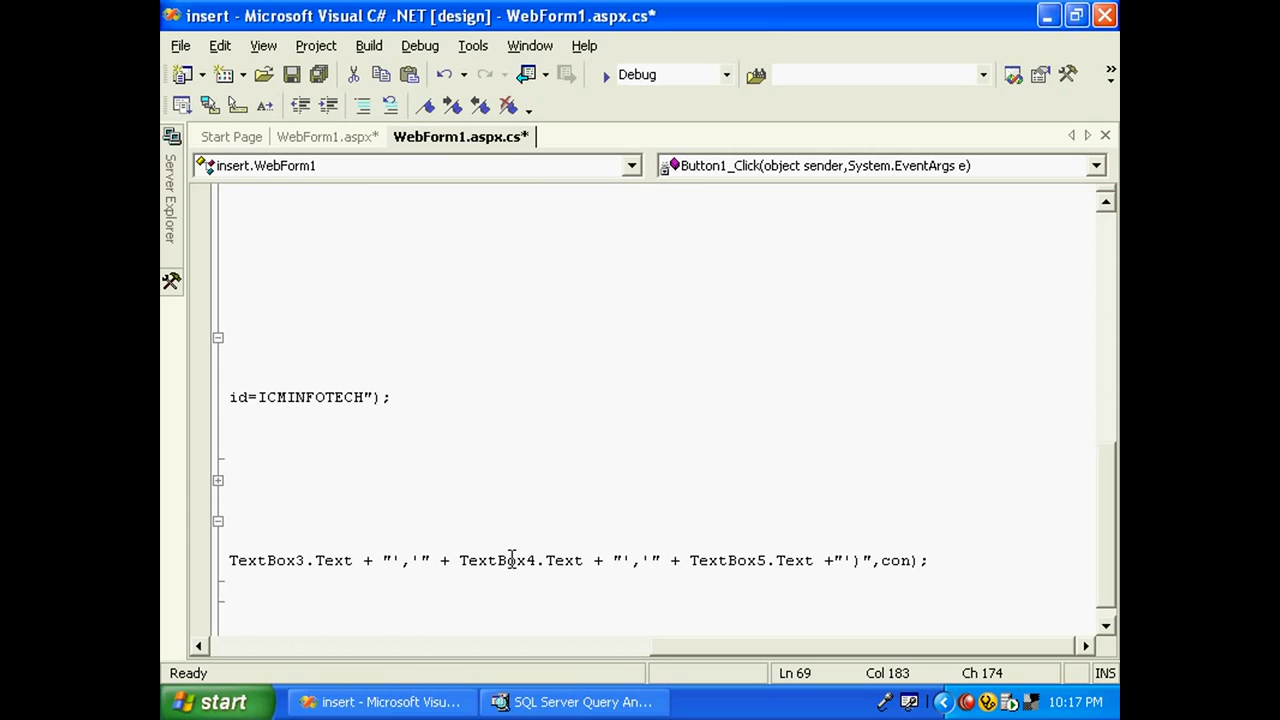 insert - Microsoft Visual C# .NET [design] - WebForm1.aspx.cs*
File Edit View Project Build Debug Tools Window Help
Debug
Start Page WebForm1.aspx* WebForm1.aspx.cs*
insert.WebForm1 Button1_Click(object sender,System.EventArgs e)
Server Explorer
id=ICMINFOTECH");
TextBox3.Text + "','" + TextBox4.Text + "','" + TextBox5.Text +"')",con);
Ready Ln 69 Col 183 Ch 174 INS
start insert - Microsoft Visu... SQL Server Query An... 10:17 PM